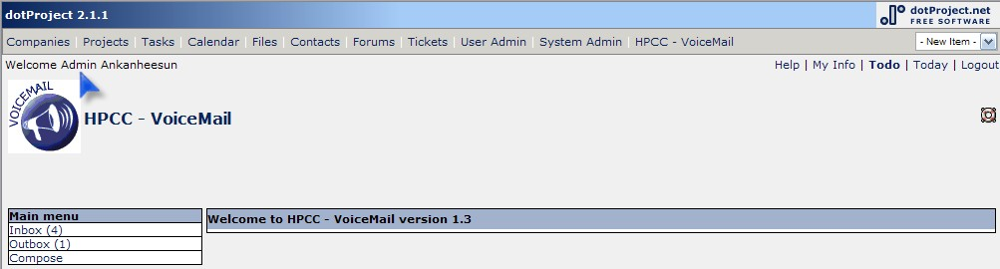 dotProject 2.1.1
dotProject.net
FREE SOFTWARE
Companies | Projects | Tasks | Calendar | Files | Contacts | Forums | Tickets | User Admin | System Admin | HPCC - VoiceMail
- New Item -
Welcome Admin Ankanheesun
Help | My Info | Todo | Today | Logout
VOICEMAIL
HPCC - VoiceMail
Main menu
Inbox (4)
Outbox (1)
Compose
Welcome to HPCC - VoiceMail version 1.3